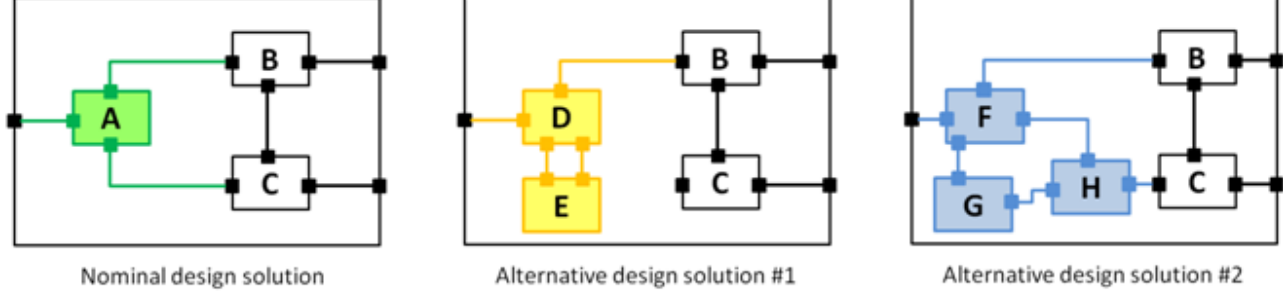 B
A
C
Nominal design solution
B
D
C
E
Alternative design solution #1
B
F
C
H
G
Alternative design solution #2